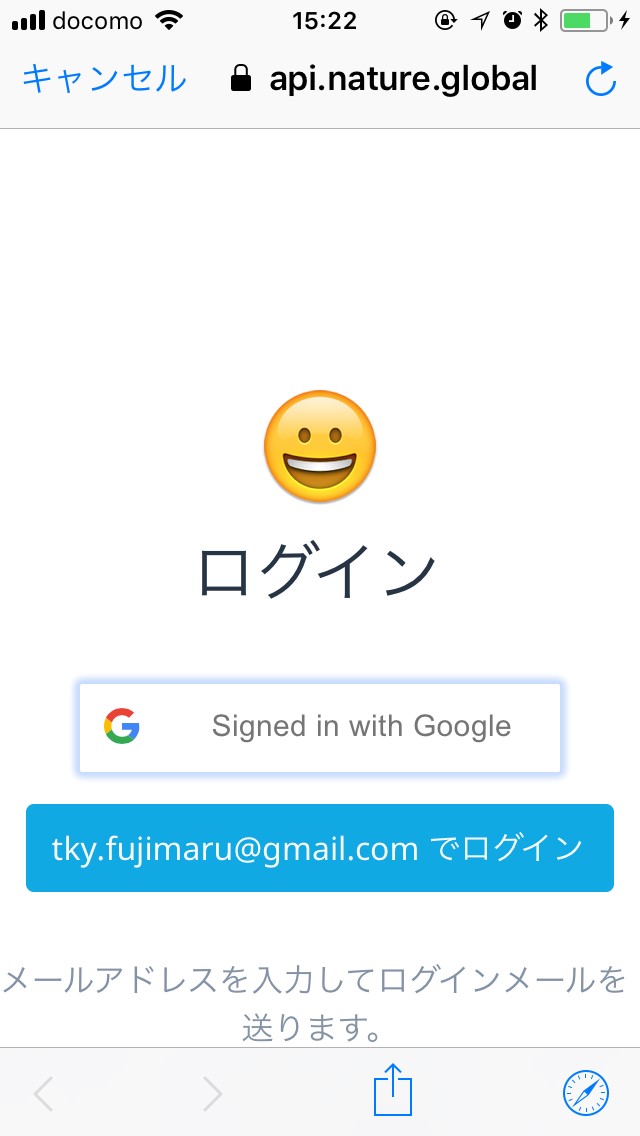 docomo 15:22
キャンセル api.nature.global
ログイン
Signed in with Google
tky.fujimaru@gmail.com でログイン
メールアドレスを入力してログインメールを
送ります。